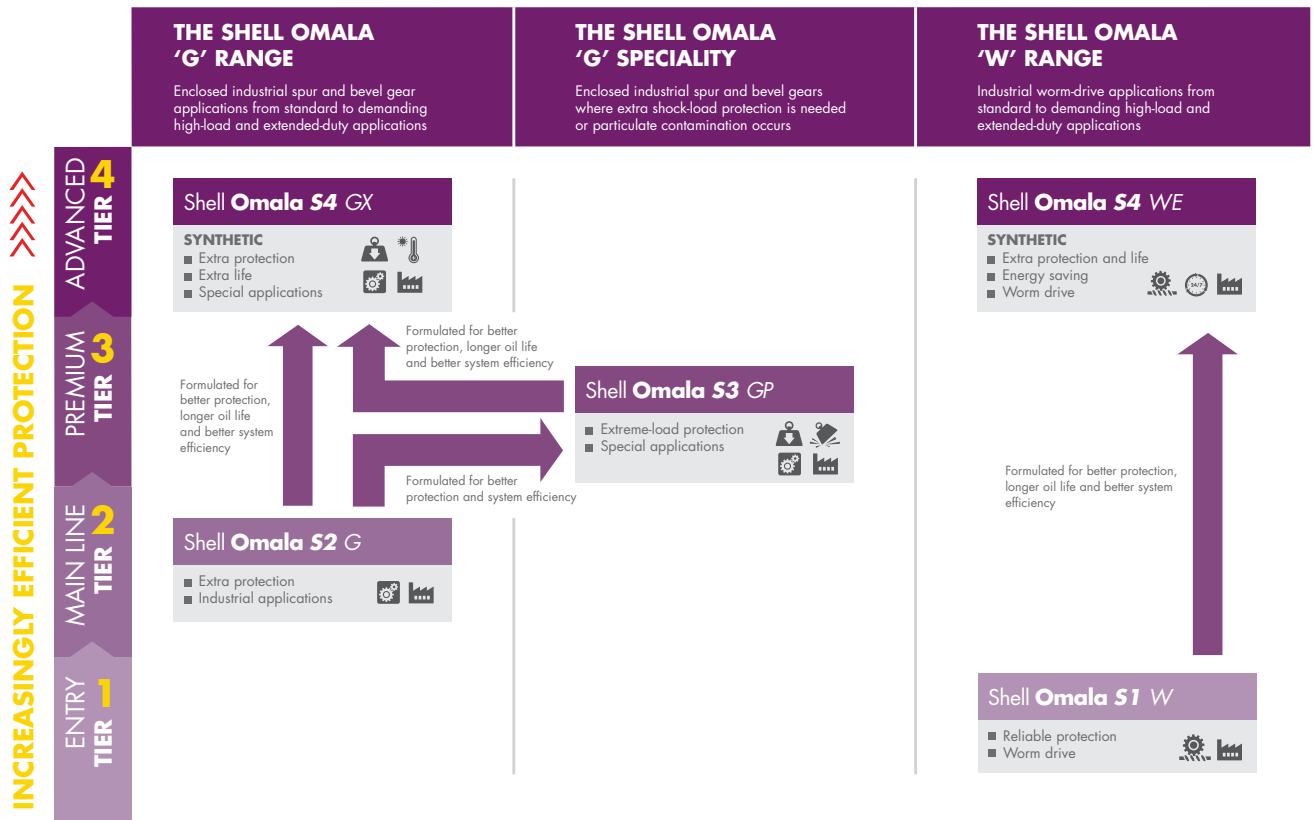 THE SHELL OMALA
‘G’ RANGE
Enclosed industrial spur and bevel gear
applications from standard to demanding
high-load and extended-duty applications
THE SHELL OMALA
‘G’ SPECIALITY
Enclosed industrial spur and bevel gears
where extra shock-load protection is needed
or particulate contamination occurs
THE SHELL OMALA
‘W’ RANGE
Industrial worm-drive applications from
standard to demanding high-load and
extended-duty applications
INCREASINGLY EFFICIENT PROTECTION
ADVANCED
TIER 4
PREMIUM
TIER 3
MAIN LINE
TIER 2
ENTRY
TIER 1
Shell Omala S4 GX
SYNTHETIC
Extra protection
Extra life
Special applications
Formulated for
better protection,
longer oil life
and better system
efficiency
Formulated for better
protection, longer oil life
and better system efficiency
Formulated for better
protection and system efficiency
Shell Omala S2 G
Extra protection
Industrial applications
Shell Omala S3 GP
Extreme-load protection
Special applications
Shell Omala S4 WE
SYNTHETIC
Extra protection and life
Energy saving
Worm drive
24/7
Formulated for better protection,
longer oil life and better system
efficiency
Shell Omala S1 W
Reliable protection
Worm drive